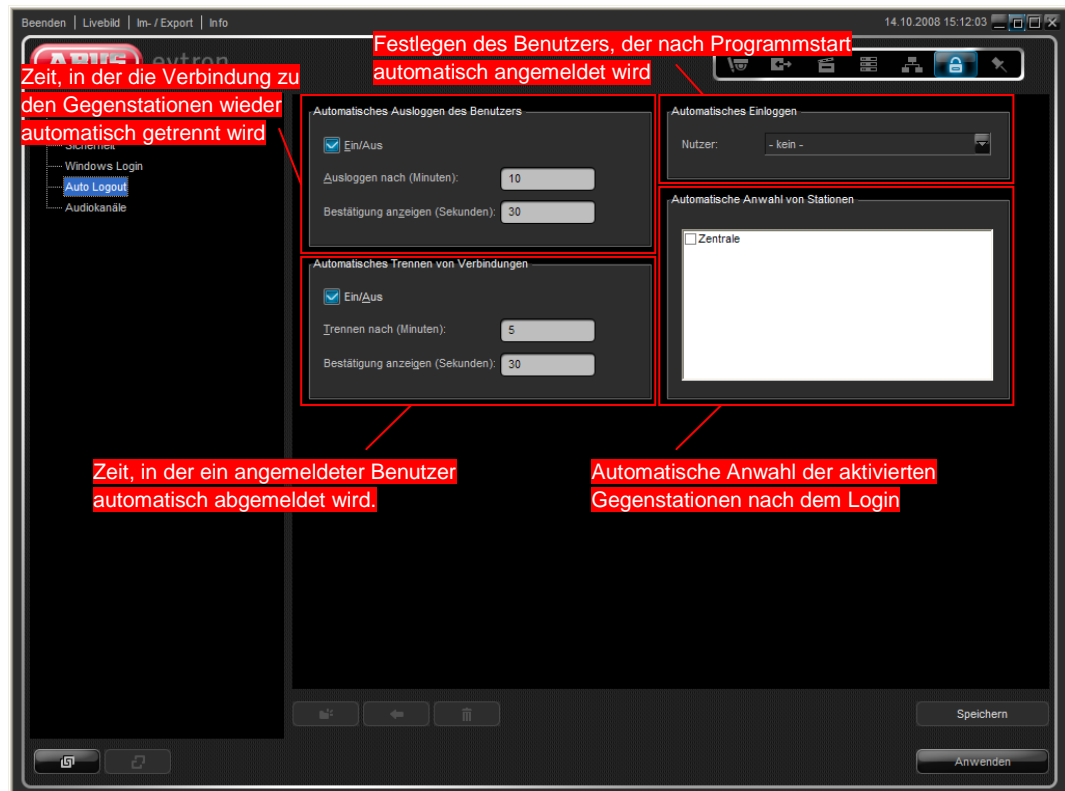 Beenden | Livebild | Im- / Export | Info
14.10.2008 15:12:03
Festlegen des Benutzers, der nach Programmstart
automatisch angemeldet wird
Zeit, in der die Verbindung zu
den Gegenstationen wieder
automatisch getrennt wird
Windows Login
Auto Logout
Audiokanäle
Automatisches Ausloggen des Benutzers
Ein/Aus
Ausloggen nach (Minuten): 10
Bestätigung anzeigen (Sekunden): 30
Automatisches Einloggen
Nutzer: - kein -
Automatische Anwahl von Stationen
Zentrale
Automatisches Trennen von Verbindungen
Ein/Aus
Trennen nach (Minuten): 5
Bestätigung anzeigen (Sekunden): 30
Zeit, in der ein angemeldeter Benutzer
automatisch abgemeldet wird.
Automatische Anwahl der aktivierten
Gegenstationen nach dem Login
Speichern
Anwenden